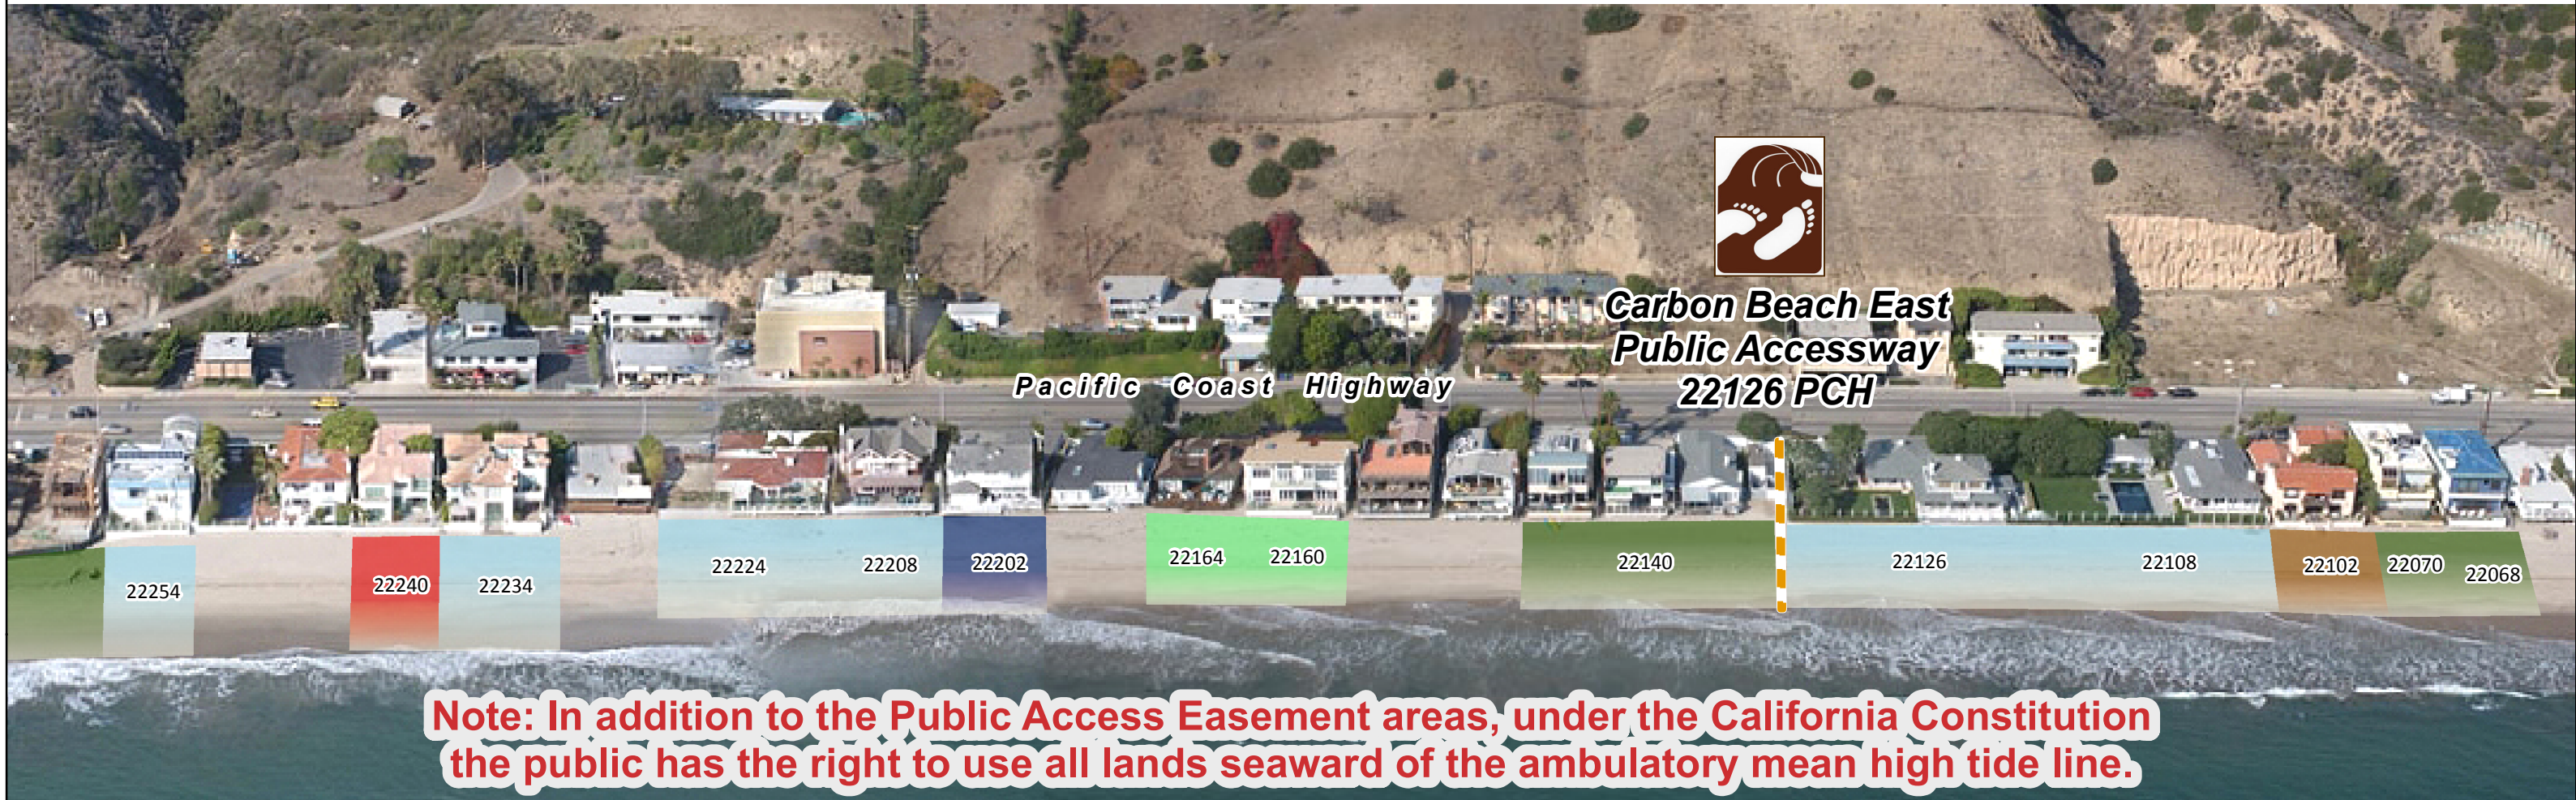 Carbon Beach East
Public Accessway
22126 PCH
Pacific Coast Highway
22254
22240
22234
22224
22208
22202
22164
22160
22140
22126
22108
22102
22070
22068
Note: In addition to the Public Access Easement areas, under the California Constitution
the public has the right to use all lands seaward of the ambulatory mean high tide line.